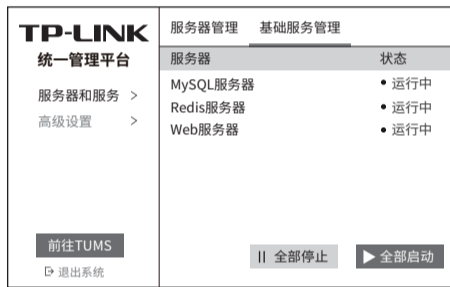 TP-LINK
统一管理平台
服务器和服务 >
高级设置 >
前往TUMS
退出系统
服务器管理 基础服务管理
服务器 状态
MySQL服务器 • 运行中
Redis服务器 • 运行中
Web服务器 • 运行中
全部停止 全部启动